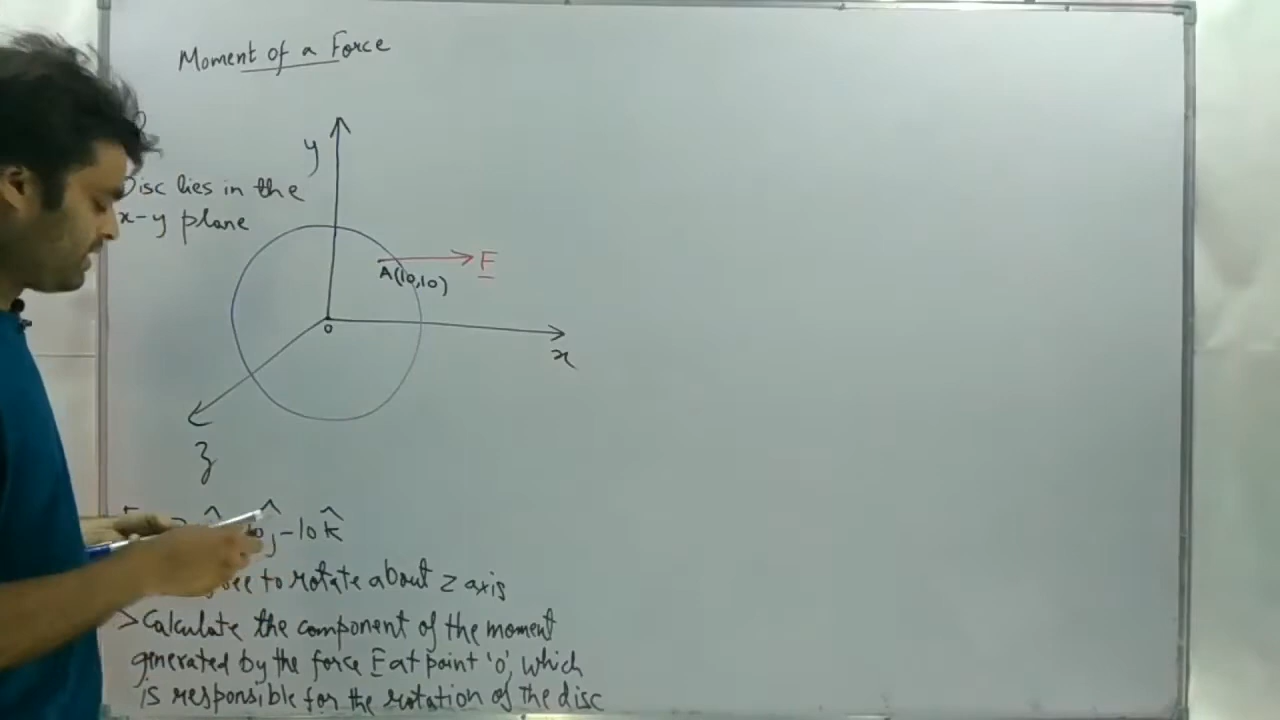 Moment of a Force
y
Disc lies in the
x-y plane
F
A(10,10)
O
x
z
j-10k̂
to rotate about z axis
>Calculate the component of the moment
generated by the force F at point 'O', which
is responsible for the rotation of the disc